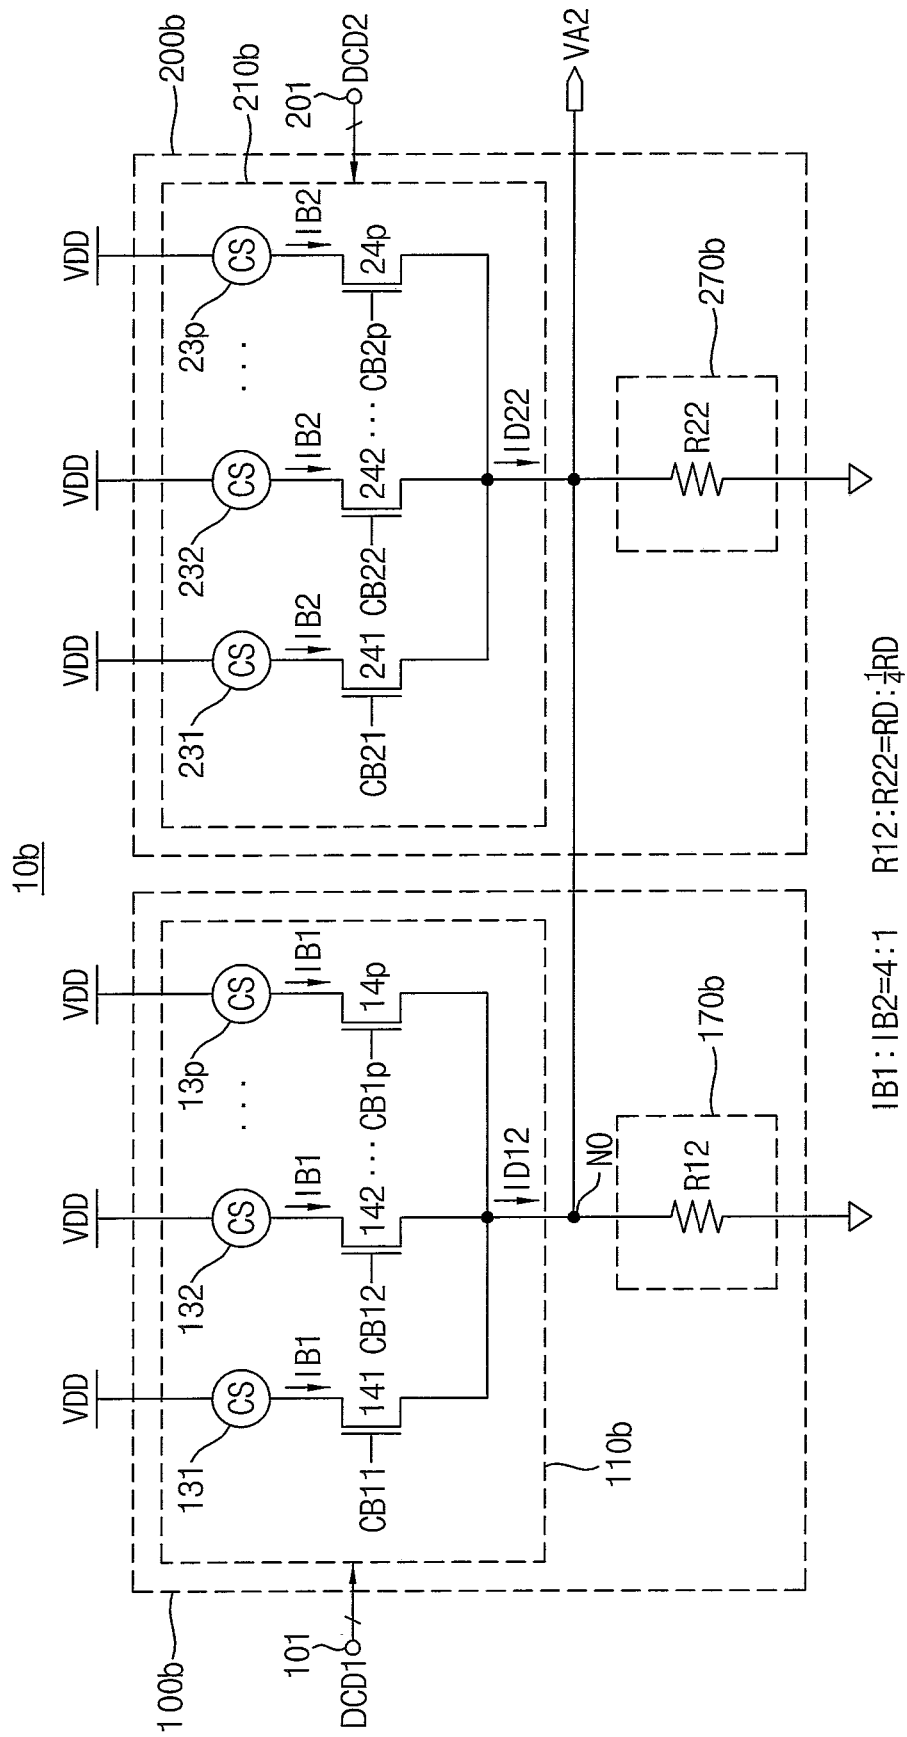 10b
VDD
VDD
VDD
VDD
VDD
VDD
100b
131
CS
132
CS
13p
CS
...
231
CS
232
CS
23p
CS
...
200b
210b
IB1
IB1
IB1
IB2
IB2
IB2
101
DCD1
CB11
141
CB12
142
...
CB1p
14p
CB21
241
CB22
242
...
CB2p
24p
201
DCD2
ID12
ID22
110b
NO
VA2
R12
170b
R22
270b
IB1:IB2=4:1
R12:R22=RD:¼RD